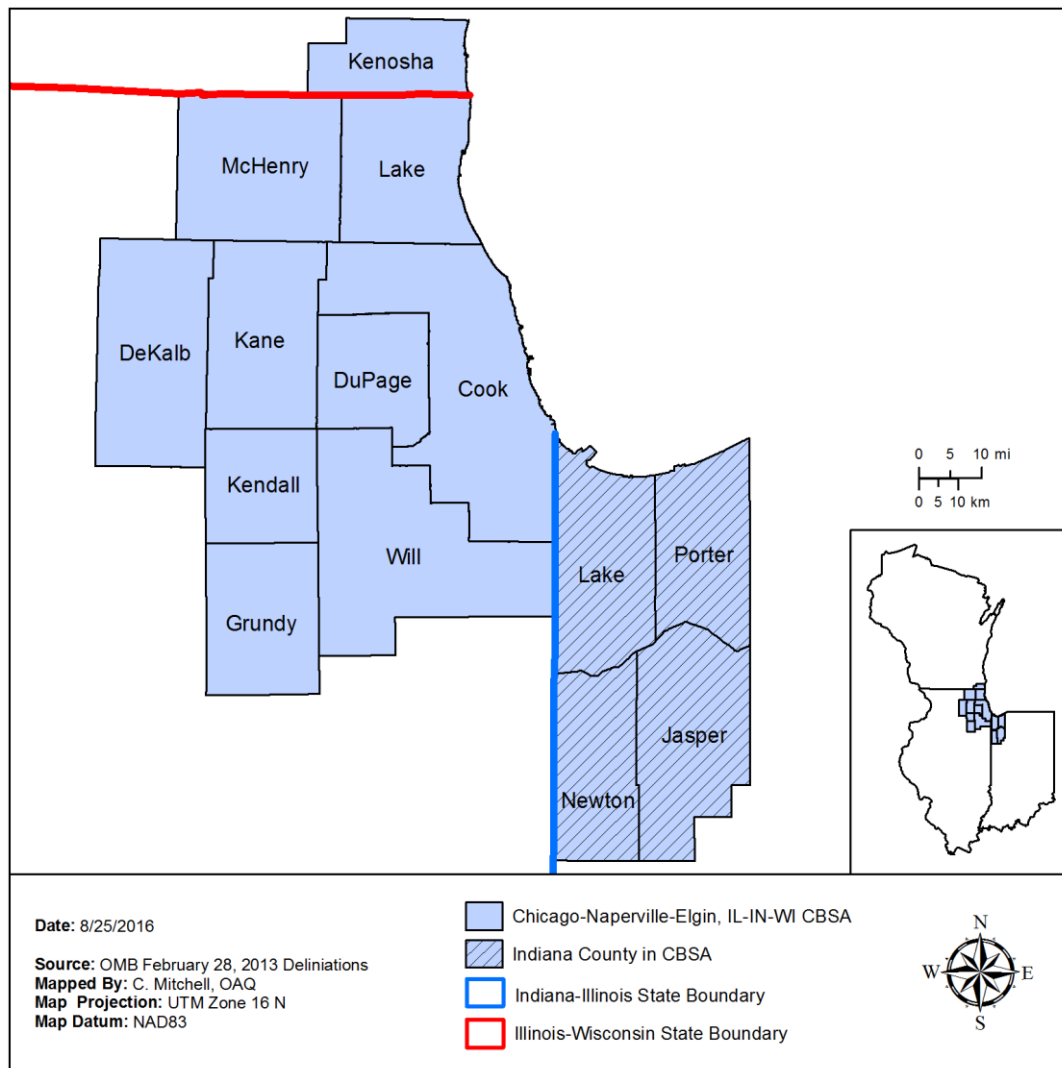 Kenosha
McHenry
Lake
DeKalb
Kane
DuPage
Cook
Kendall
Will
Grundy
Lake
Porter
Jasper
Newton
0 5 10 mi
0 5 10 km
Date: 8/25/2016
Source: OMB February 28, 2013 Deliniations
Mapped By: C. Mitchell, OAQ
Map Projection: UTM Zone 16 N
Map Datum: NAD83
Chicago-Naperville-Elgin, IL-IN-WI CBSA
Indiana County in CBSA
Indiana-Illinois State Boundary
Illinois-Wisconsin State Boundary
N
W E
S